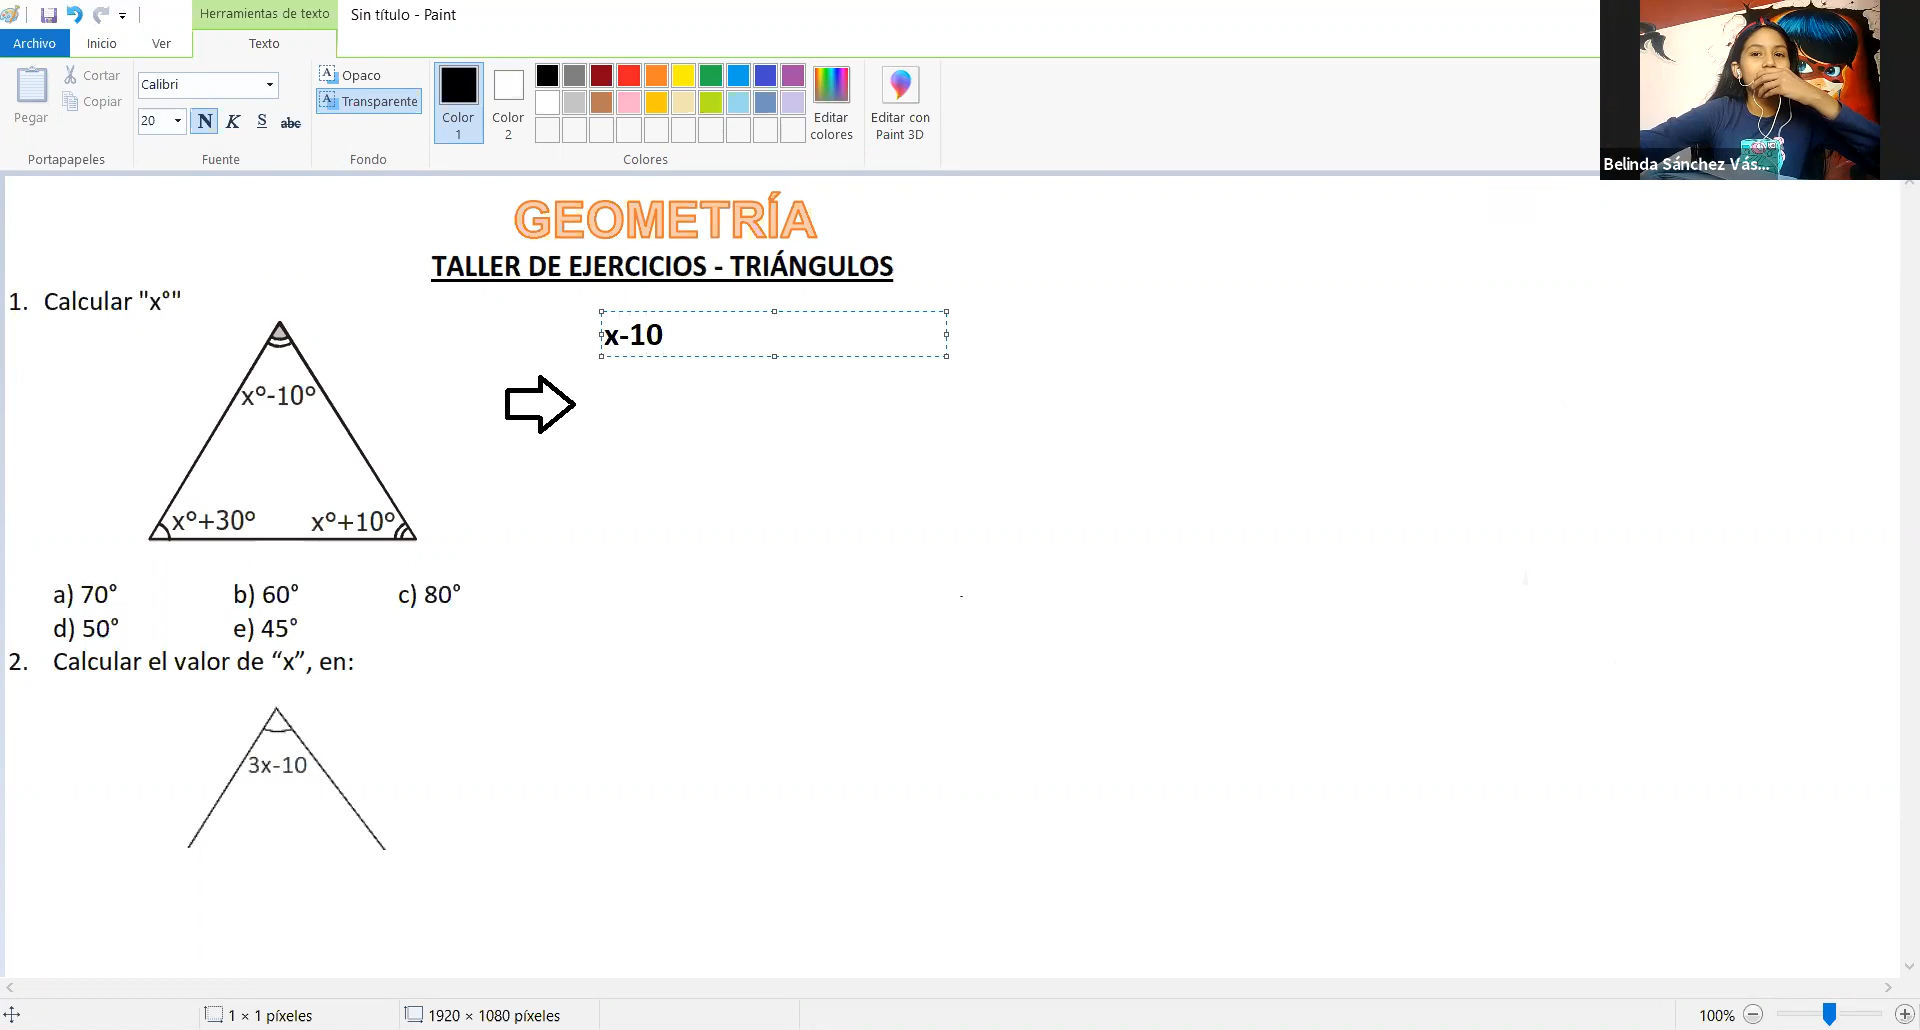 Herramientas de texto
Sin título - Paint
Archivo
Inicio
Ver
Texto
Pegar
Cortar
Copiar
Portapapeles
Calibri
20
N K S abc
Fuente
A Opaco
A Transparente
Fondo
Color 1
Color 2
Editar colores
Colores
Editar con Paint 3D
Belinda Sánchez Vás...
GEOMETRÍA
TALLER DE EJERCICIOS - TRIÁNGULOS
1. Calcular "x°"
x-10
x°-10°
x°+30°
x°+10°
a) 70° b) 60° c) 80°
d) 50° e) 45°
2. Calcular el valor de “x”, en:
3x-10
1 × 1 píxeles
1920 × 1080 píxeles
100%